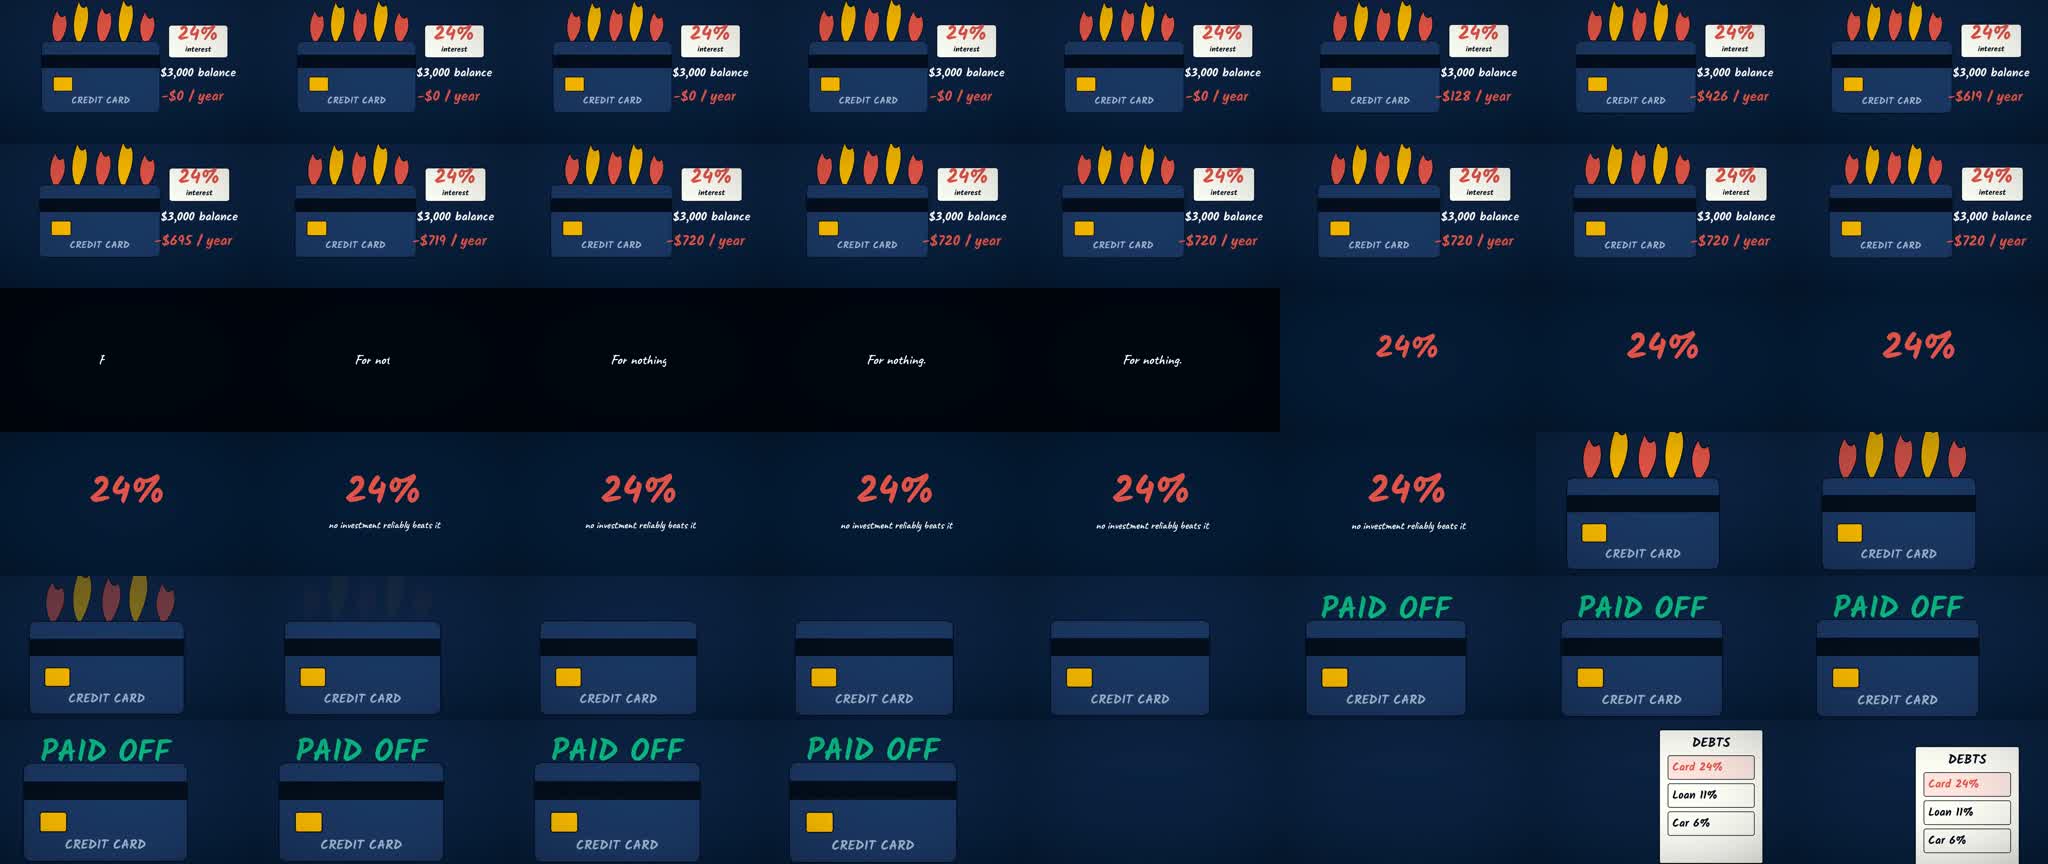 24% 24% 24% 24% 24% 24% 24% 24%
interest interest interest interest interest interest interest interest
$3,000 balance $3,000 balance $3,000 balance $3,000 balance $3,000 balance $3,000 balance $3,000 balance $3,000 balance
-$0 / year -$0 / year -$0 / year -$0 / year -$0 / year -$128 / year -$426 / year -$619 / year
CREDIT CARD CREDIT CARD CREDIT CARD CREDIT CARD CREDIT CARD CREDIT CARD CREDIT CARD CREDIT CARD
24% 24% 24% 24% 24% 24% 24% 24%
interest interest interest interest interest interest interest interest
$3,000 balance $3,000 balance $3,000 balance $3,000 balance $3,000 balance $3,000 balance $3,000 balance $3,000 balance
-$695 / year -$719 / year -$720 / year -$720 / year -$720 / year -$720 / year -$720 / year -$720 / year
CREDIT CARD CREDIT CARD CREDIT CARD CREDIT CARD CREDIT CARD CREDIT CARD CREDIT CARD CREDIT CARD
F For not For nothing For nothing. For nothing. 24% 24% 24%
24% 24% 24% 24% 24% 24%
no investment reliably beats it no investment reliably beats it no investment reliably beats it no investment reliably beats it no investment reliably beats it
CREDIT CARD CREDIT CARD
PAID OFF PAID OFF PAID OFF
CREDIT CARD CREDIT CARD CREDIT CARD CREDIT CARD CREDIT CARD CREDIT CARD CREDIT CARD CREDIT CARD
PAID OFF PAID OFF PAID OFF PAID OFF
CREDIT CARD CREDIT CARD CREDIT CARD CREDIT CARD
DEBTS
Card 24%
Loan 11%
Car 6%
DEBTS
Card 24%
Loan 11%
Car 6%